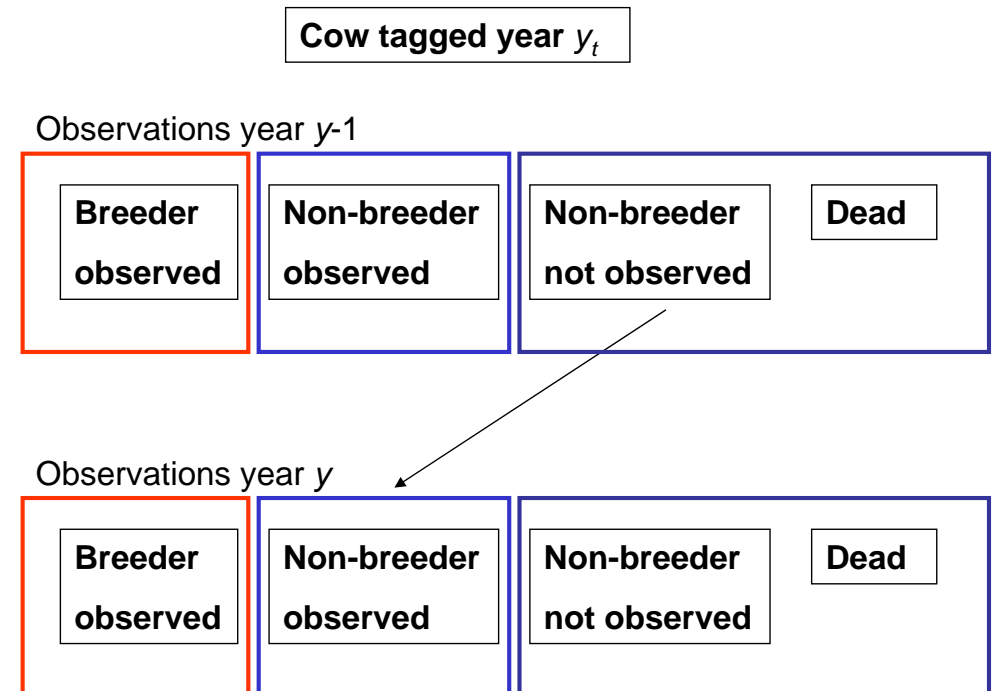 Cow tagged year yt
Observations year y-1
Breeder
observed
Non-breeder
observed
Non-breeder
not observed
Dead
Observations year y
Breeder
observed
Non-breeder
observed
Non-breeder
not observed
Dead